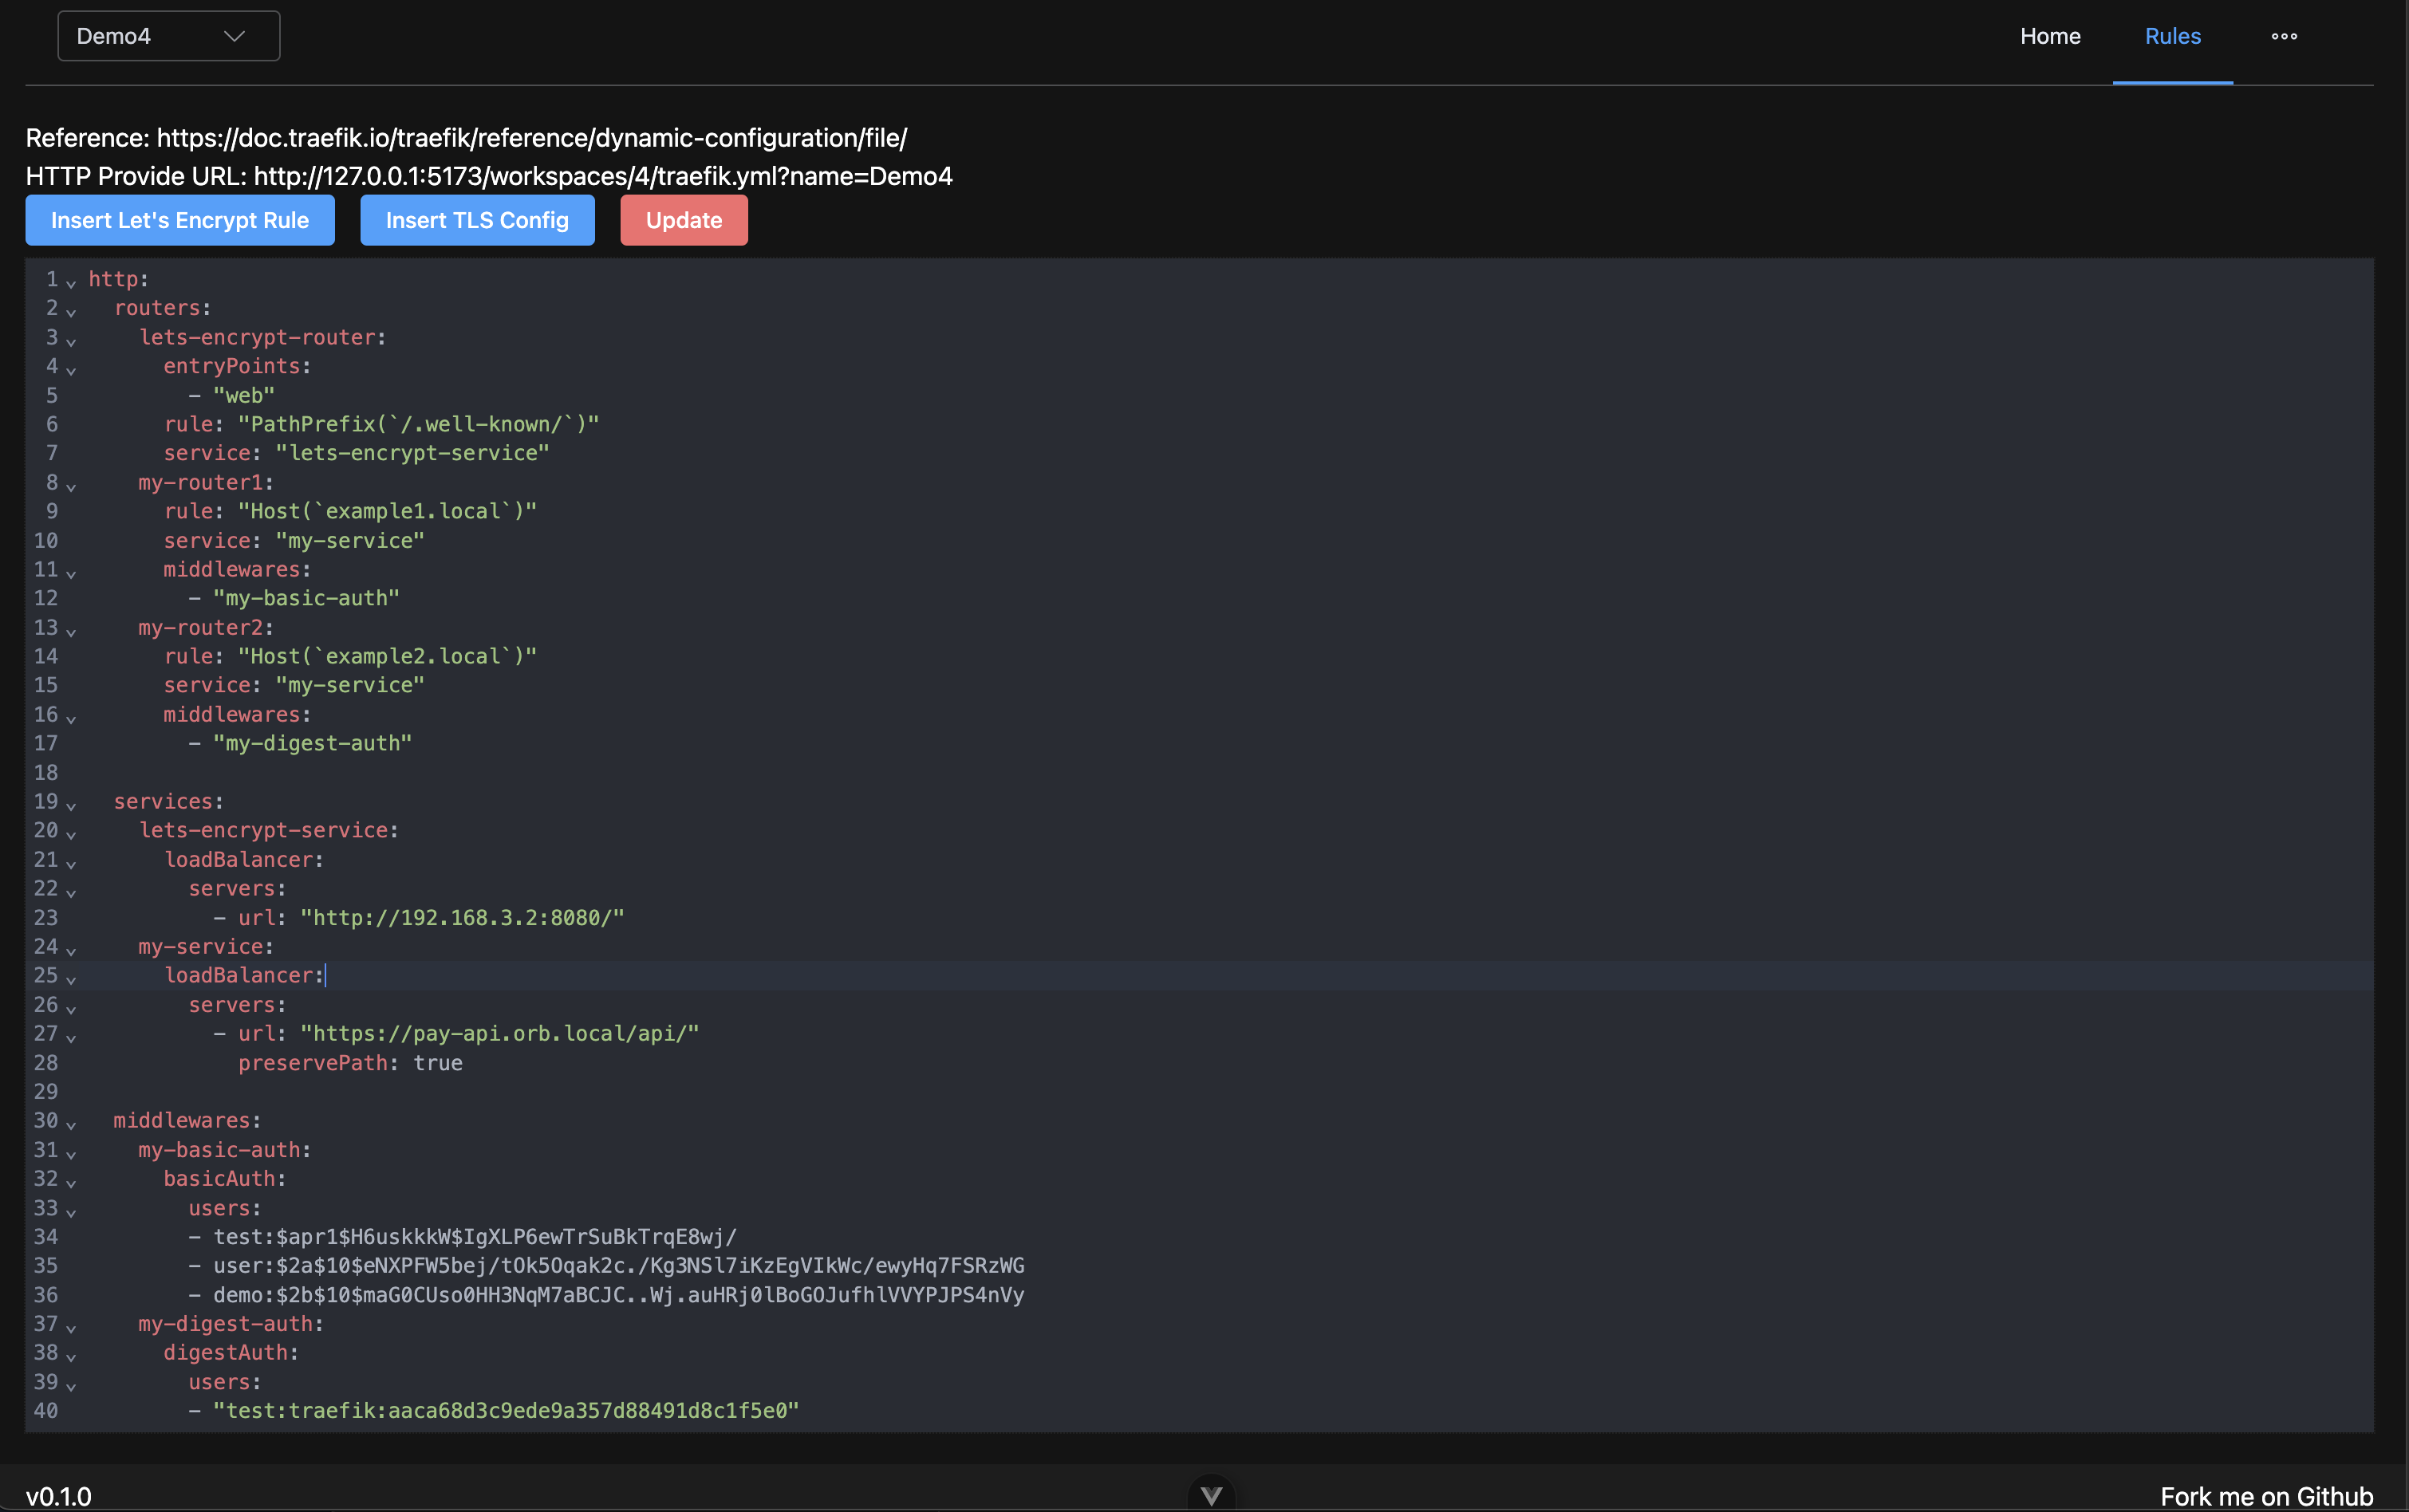 Demo4
Home Rules
Reference: https://doc.traefik.io/traefik/reference/dynamic-configuration/file/
HTTP Provide URL: http://127.0.0.1:5173/workspaces/4/traefik.yml?name=Demo4
Insert Let's Encrypt Rule Insert TLS Config Update
1 http:
2   routers:
3     lets-encrypt-router:
4       entryPoints:
5         - "web"
6       rule: "PathPrefix(`/.well-known/`)"
7       service: "lets-encrypt-service"
8     my-router1:
9       rule: "Host(`example1.local`)"
10       service: "my-service"
11       middlewares:
12         - "my-basic-auth"
13     my-router2:
14       rule: "Host(`example2.local`)"
15       service: "my-service"
16       middlewares:
17         - "my-digest-auth"
18
19   services:
20     lets-encrypt-service:
21       loadBalancer:
22         servers:
23           - url: "http://192.168.3.2:8080/"
24     my-service:
25       loadBalancer:
26         servers:
27           - url: "https://pay-api.orb.local/api/"
28             preservePath: true
29
30   middlewares:
31     my-basic-auth:
32       basicAuth:
33         users:
34         - test:$apr1$H6uskkkW$IgXLP6ewTrSuBkTrqE8wj/
35         - user:$2a$10$eNXPFW5bej/tOk5Oqak2c./Kg3NSl7iKzEgVIkWc/ewyHq7FSRzWG
36         - demo:$2b$10$maG0CUso0HH3NqM7aBCJC..Wj.auHRj0lBoGOJufhlVVYPJPS4nVy
37     my-digest-auth:
38       digestAuth:
39         users:
40         - "test:traefik:aaca68d3c9ede9a357d88491d8c1f5e0"
v0.1.0 Fork me on Github